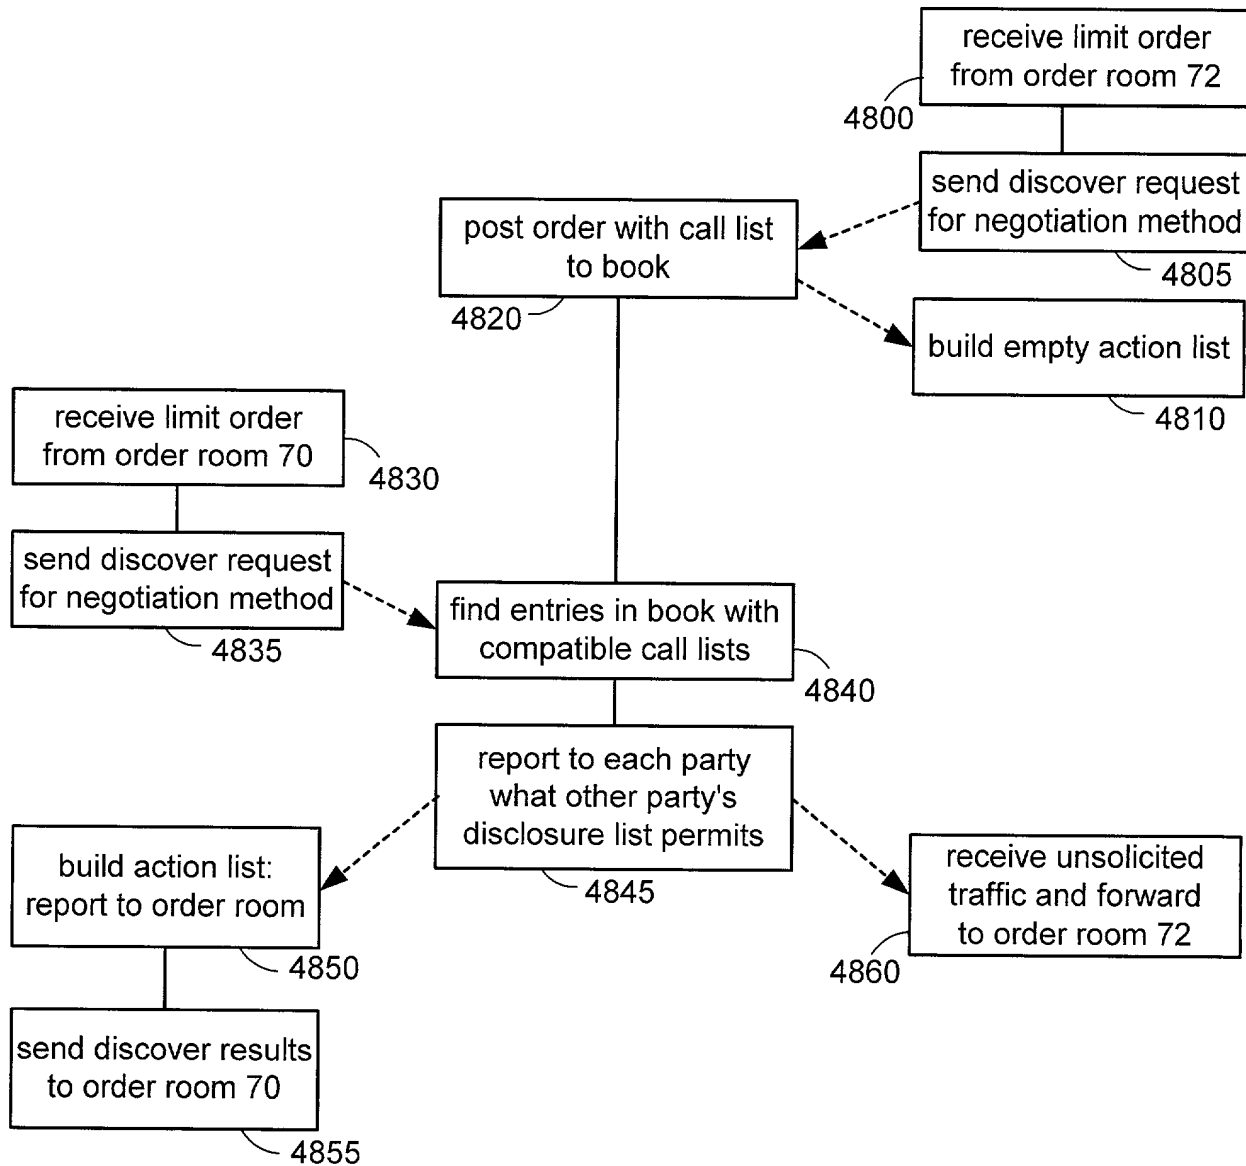 receive limit order
from order room 72
4800
send discover request
for negotiation method
4805
post order with call list
to book
4820
build empty action list
4810
receive limit order
from order room 70
4830
send discover request
for negotiation method
4835
find entries in book with
compatible call lists
4840
report to each party
what other party's
disclosure list permits
4845
build action list:
report to order room
4850
receive unsolicited
traffic and forward
to order room 72
4860
send discover results
to order room 70
4855